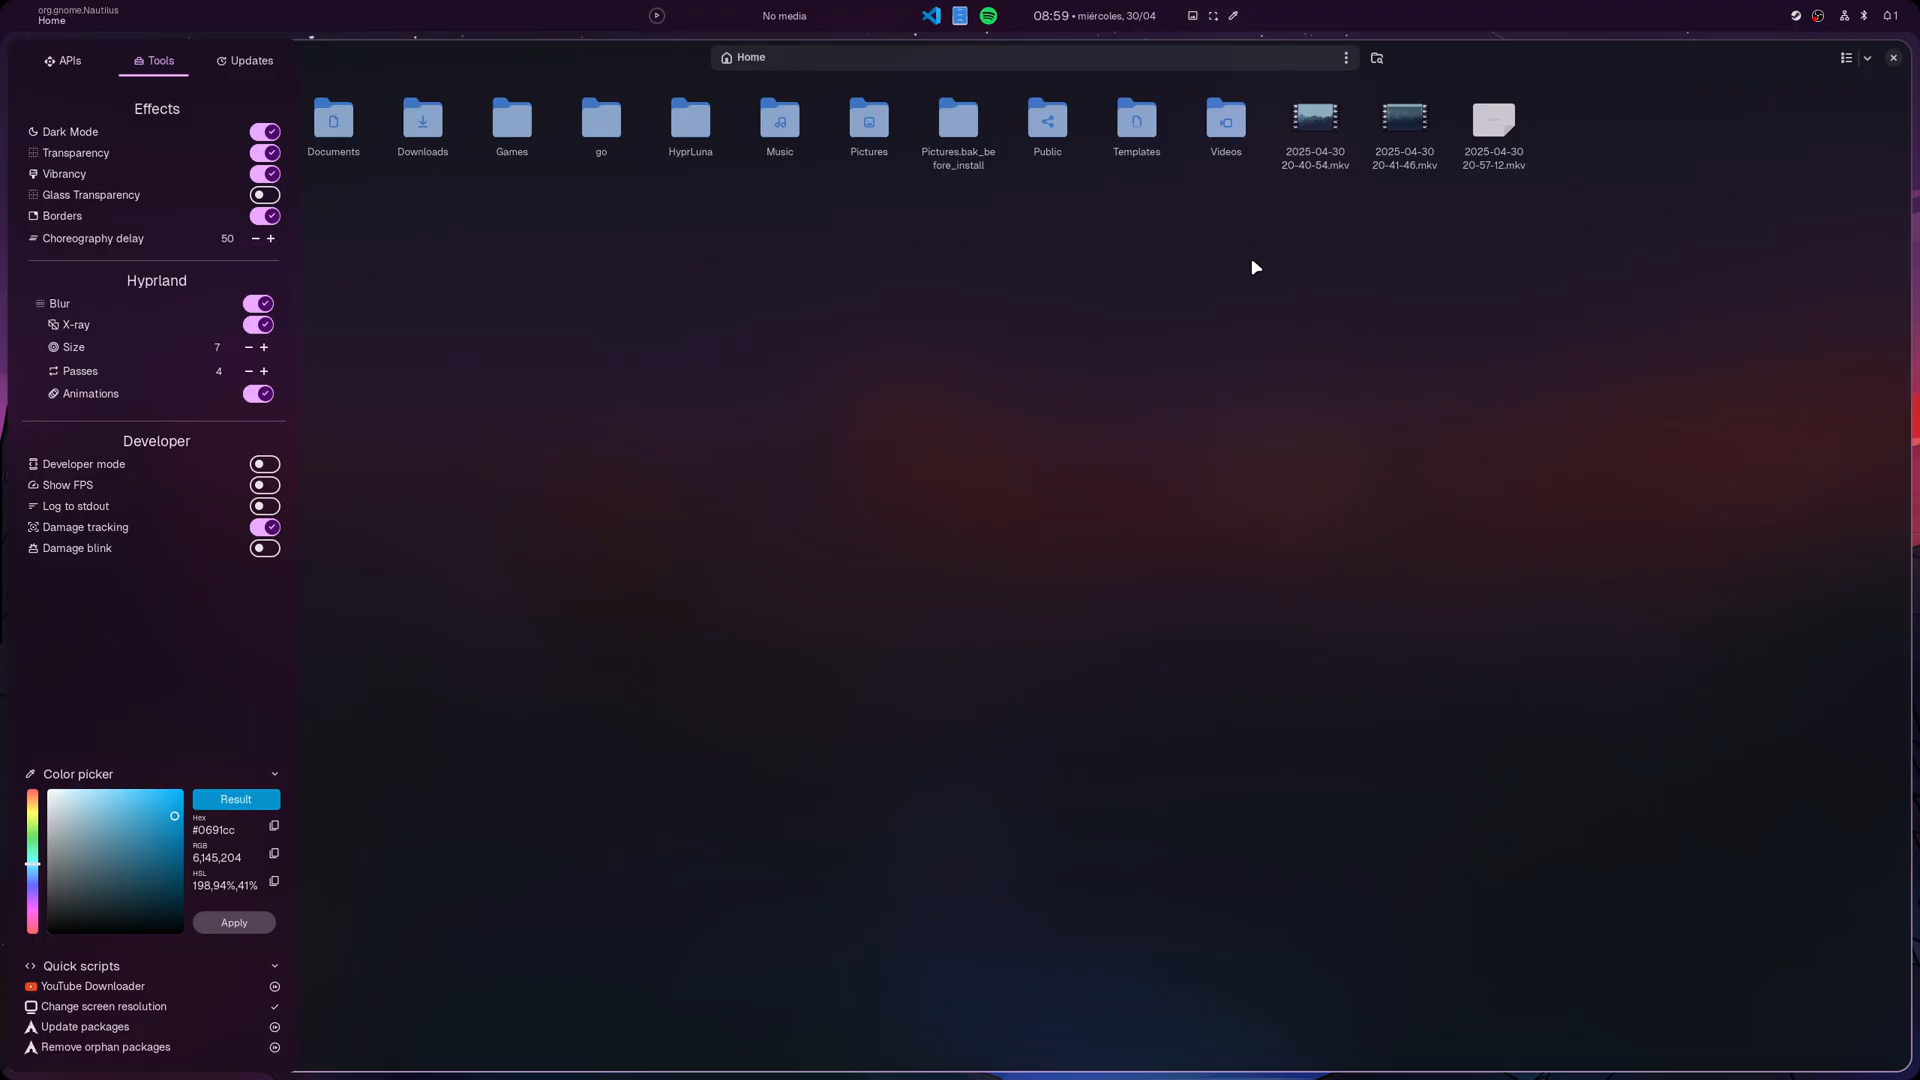 org.gnome.Nautilus
Home
No media
08:59 • miércoles, 30/04
1
APIs
Tools
Updates
Home
Effects
Dark Mode
Transparency
Vibrancy
Glass Transparency
Borders
Choreography delay 50 − +
Hyprland
Blur
X-ray
Size 7 − +
Passes 4 − +
Animations
Developer
Developer mode
Show FPS
Log to stdout
Damage tracking
Damage blink
Color picker
Result
Hex
#0691cc
RGB
6,145,204
HSL
198,94%,41%
Apply
Quick scripts
YouTube Downloader
Change screen resolution
Update packages
Remove orphan packages
Documents
Downloads
Games
go
HyprLuna
Music
Pictures
Pictures.bak_be
fore_install
Public
Templates
Videos
2025-04-30
20-40-54.mkv
2025-04-30
20-41-46.mkv
2025-04-30
20-57-12.mkv